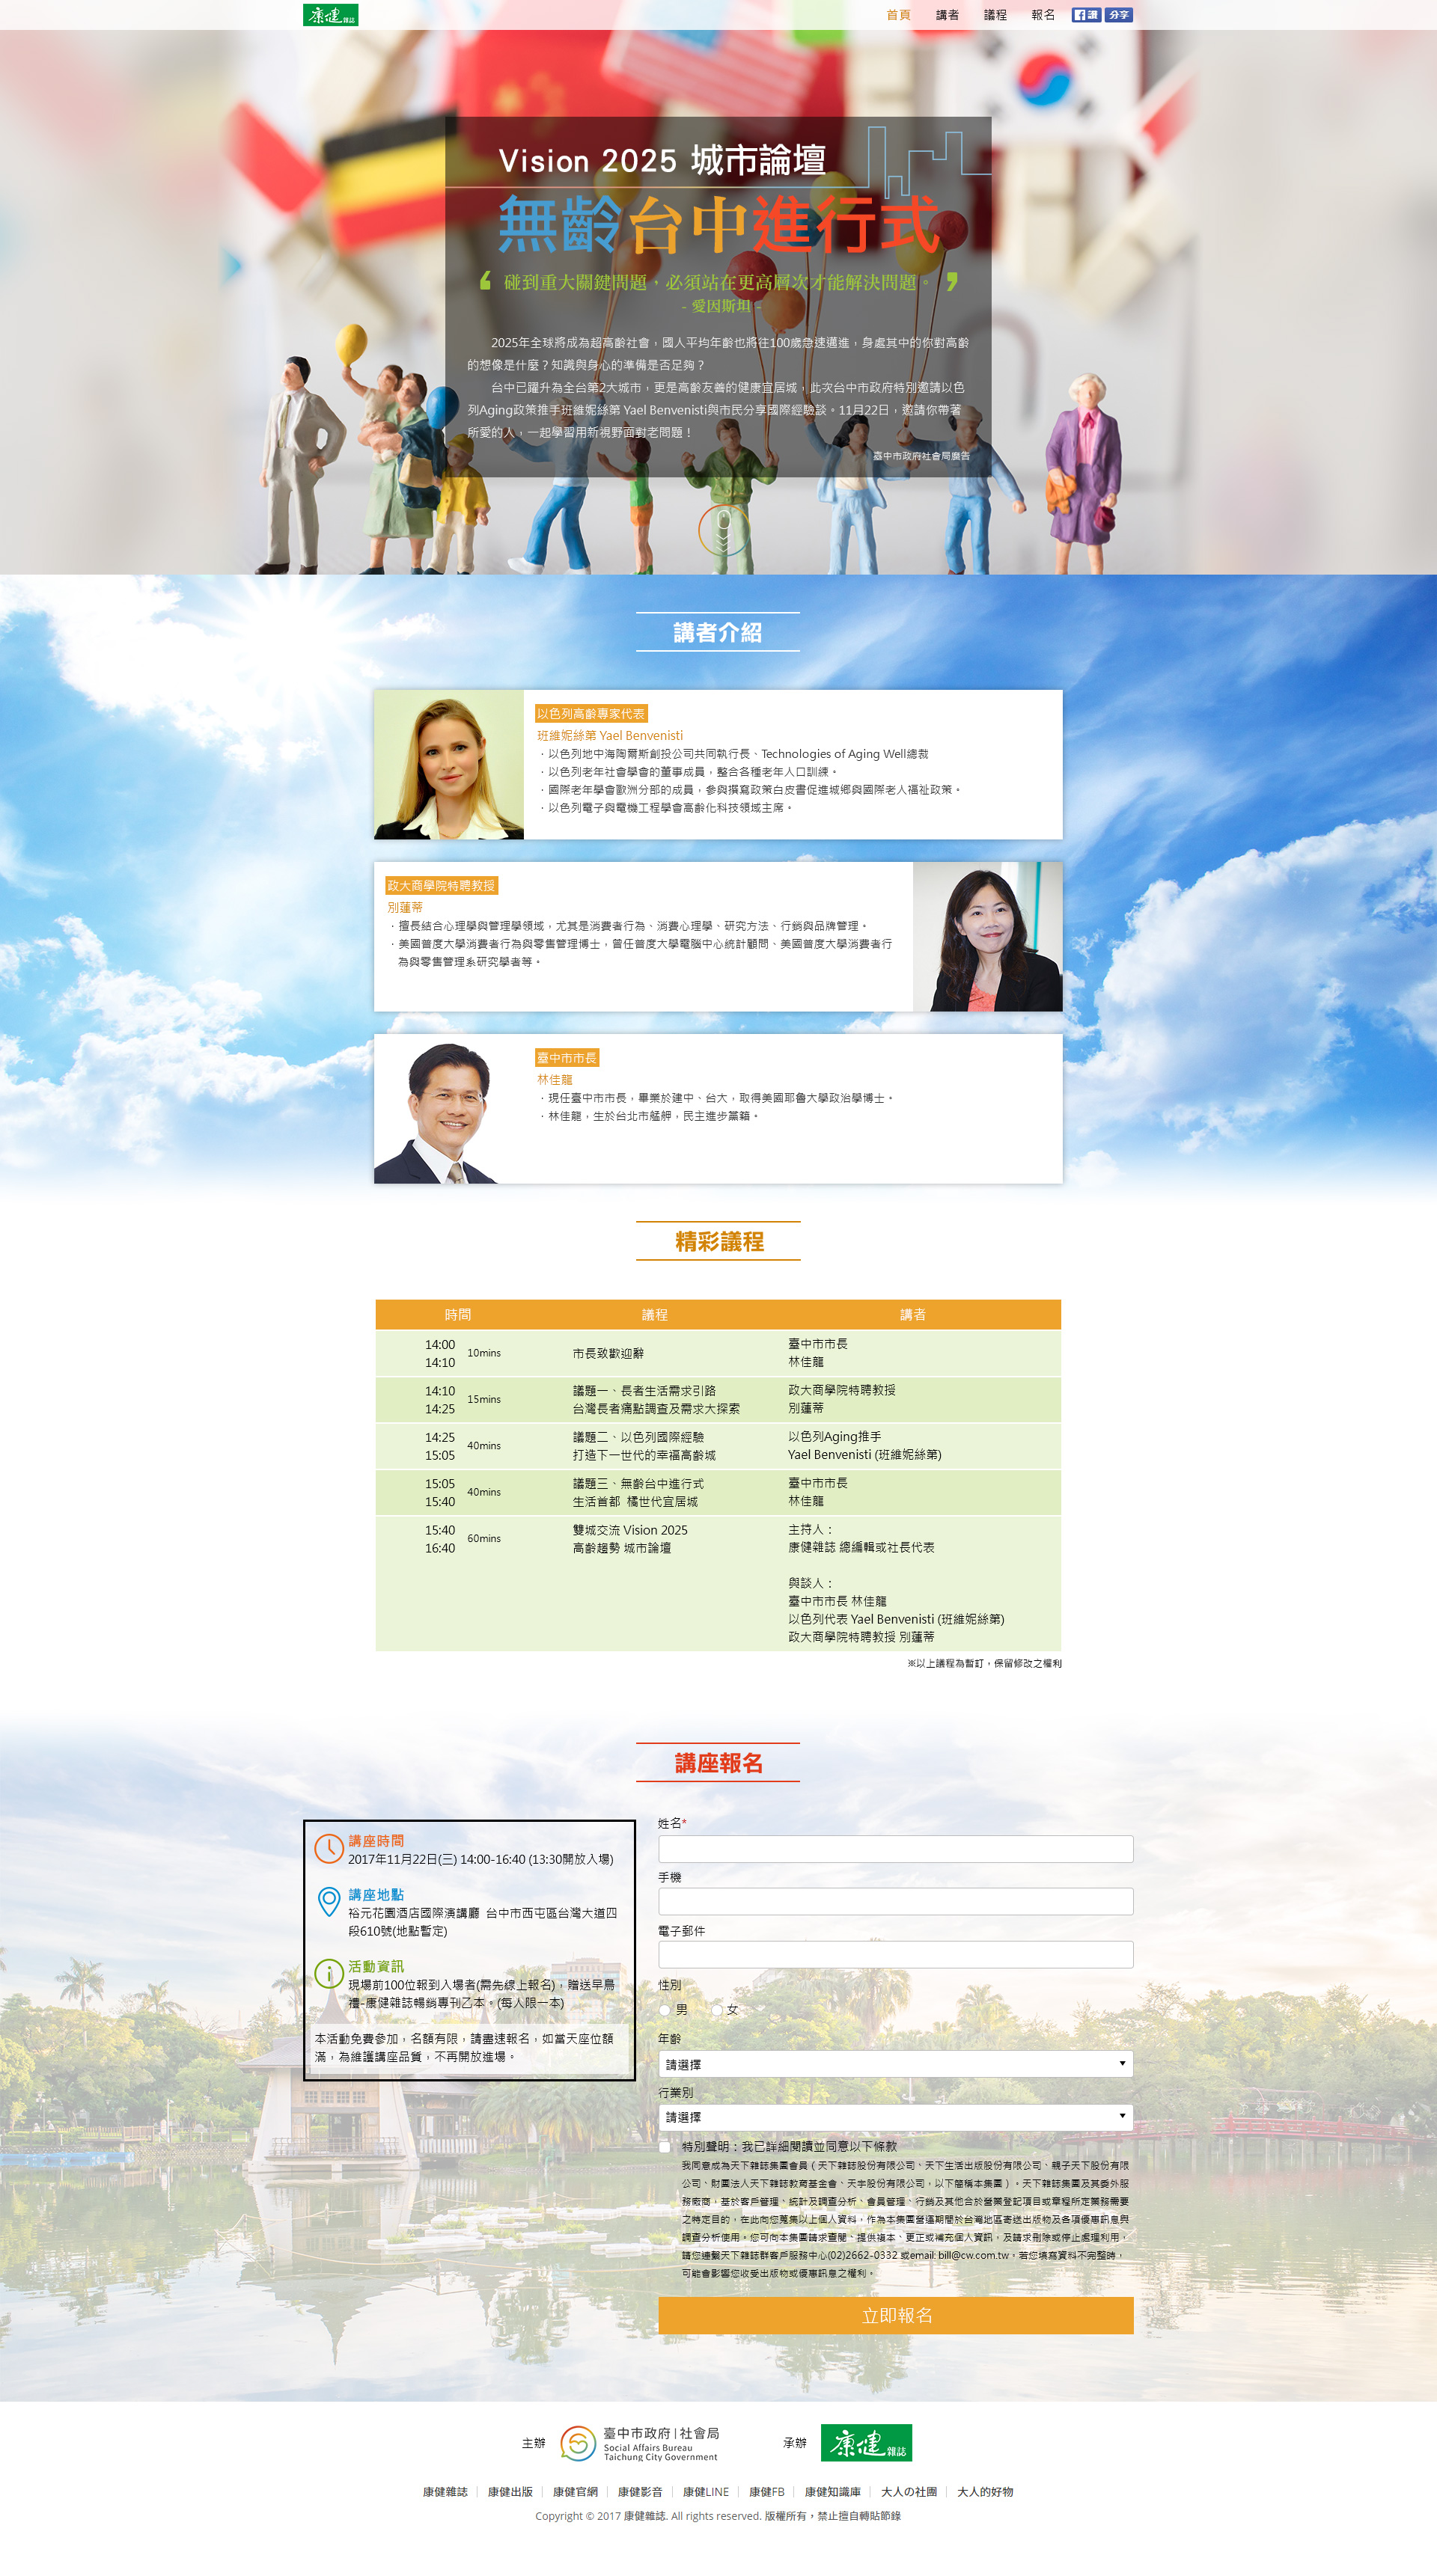 康健雜誌
首頁 講者 議程 報名 讚 分享
Vision 2025 城市論壇
無齡台中進行式
‘ 碰到重大關鍵問題，必須站在更高層次才能解決問題。 ’
- 愛因斯坦 -
2025年全球將成為超高齡社會，國人平均年齡也將往100歲急速邁進，身處其中的你對高齡
的想像是什麼？知識與身心的準備是否足夠？
台中已躍升為全台第2大城市，更是高齡友善的健康宜居城，此次台中市政府特別邀請以色
列Aging政策推手班維妮絲第 Yael Benvenisti與市民分享國際經驗談。11月22日，邀請你帶著
所愛的人，一起學習用新視野面對老問題！
臺中市政府社會局廣告
講者介紹
以色列高齡專家代表
班維妮絲第 Yael Benvenisti
．以色列地中海陶爾斯創投公司共同執行長、Technologies of Aging Well總裁
．以色列老年社會學會的董事成員，整合各種老年人口訓練。
．國際老年學會歐洲分部的成員，參與撰寫政策白皮書促進城鄉與國際老人福祉政策。
．以色列電子與電機工程學會高齡化科技領域主席。
政大商學院特聘教授
別蓮蒂
．擅長結合心理學與管理學領域，尤其是消費者行為、消費心理學、研究方法、行銷與品牌管理。
．美國普度大學消費者行為與零售管理博士，曾任普度大學電腦中心統計顧問、美國普度大學消費者行
為與零售管理系研究學者等。
臺中市市長
林佳龍
．現任臺中市市長，畢業於建中、台大，取得美國耶魯大學政治學博士。
．林佳龍，生於台北市艋舺，民主進步黨籍。
精彩議程
時間 議程 講者
14:00
14:10
10mins
市長致歡迎辭
臺中市市長
林佳龍
14:10
14:25
15mins
議題一、長者生活需求引路
台灣長者痛點調查及需求大探索
政大商學院特聘教授
別蓮蒂
14:25
15:05
40mins
議題二、以色列國際經驗
打造下一世代的幸福高齡城
以色列Aging推手
Yael Benvenisti (班維妮絲第)
15:05
15:40
40mins
議題三、無齡台中進行式
生活首都 橘世代宜居城
臺中市市長
林佳龍
15:40
16:40
60mins
雙城交流 Vision 2025
高齡趨勢 城市論壇
主持人：
康健雜誌 總編輯或社長代表
與談人：
臺中市市長 林佳龍
以色列代表 Yael Benvenisti (班維妮絲第)
政大商學院特聘教授 別蓮蒂
※以上議程為暫訂，保留修改之權利
講座報名
講座時間
2017年11月22日(三) 14:00-16:40 (13:30開放入場)
講座地點
裕元花園酒店國際演講廳 台中市西屯區台灣大道四
段610號(地點暫定)
活動資訊
現場前100位報到入場者(需先線上報名)，贈送早鳥
禮-康健雜誌暢銷專刊乙本。(每人限一本)
本活動免費參加，名額有限，請盡速報名，如當天座位額
滿，為維護講座品質，不再開放進場。
姓名*
手機
電子郵件
性別
男 女
年齡
請選擇
行業別
請選擇
特別聲明：我已詳細閱讀並同意以下條款
我同意成為天下雜誌集團會員（天下雜誌股份有限公司、天下生活出版股份有限公司、親子天下股份有限
公司、財團法人天下雜誌教育基金會、天宇股份有限公司，以下簡稱本集團）。天下雜誌集團及其委外服
務廠商，基於客戶管理、統計及調查分析、會員管理、行銷及其他合於營業登記項目或章程所定業務需要
之特定目的，在此向您蒐集以上個人資料，作為本集團營運期間於台灣地區寄送出版物及各項優惠訊息與
調查分析使用。您可向本集團請求查閱、提供複本、更正或補充個人資訊，及請求刪除或停止處理利用，
請您連繫天下雜誌群客戶服務中心(02)2662-0332 或email: bill@cw.com.tw。若您填寫資料不完整時，
可能會影響您收受出版物或優惠訊息之權利。
立即報名
主辦
臺中市政府|社會局
Social Affairs Bureau
Taichung City Government
承辦
康健雜誌
康健雜誌 康健出版 康健官網 康健影音 康健LINE 康健FB 康健知識庫 大人の社團 大人的好物
Copyright © 2017 康健雜誌. All rights reserved. 版權所有，禁止擅自轉貼節錄